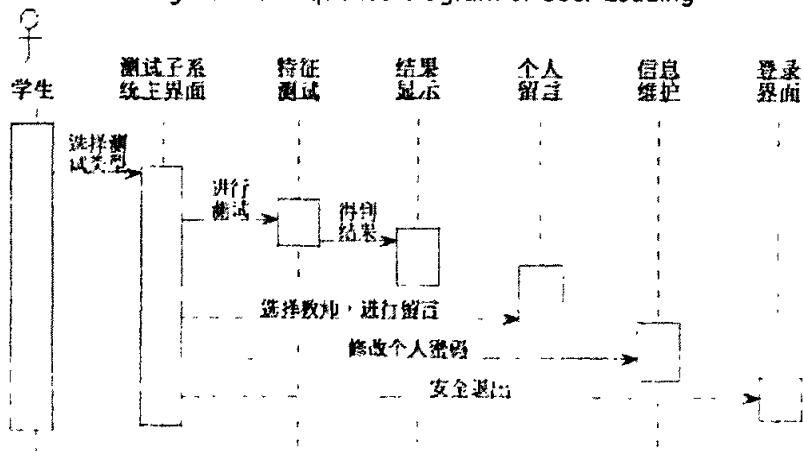 学生
测试子系
统主界面
特征
测试
结果
显示
个人
留言
信息
维护
登录
界面
选择测
试类型
进行
测试
得到
结果
选择教师，进行留言
修改个人密码
安全退出